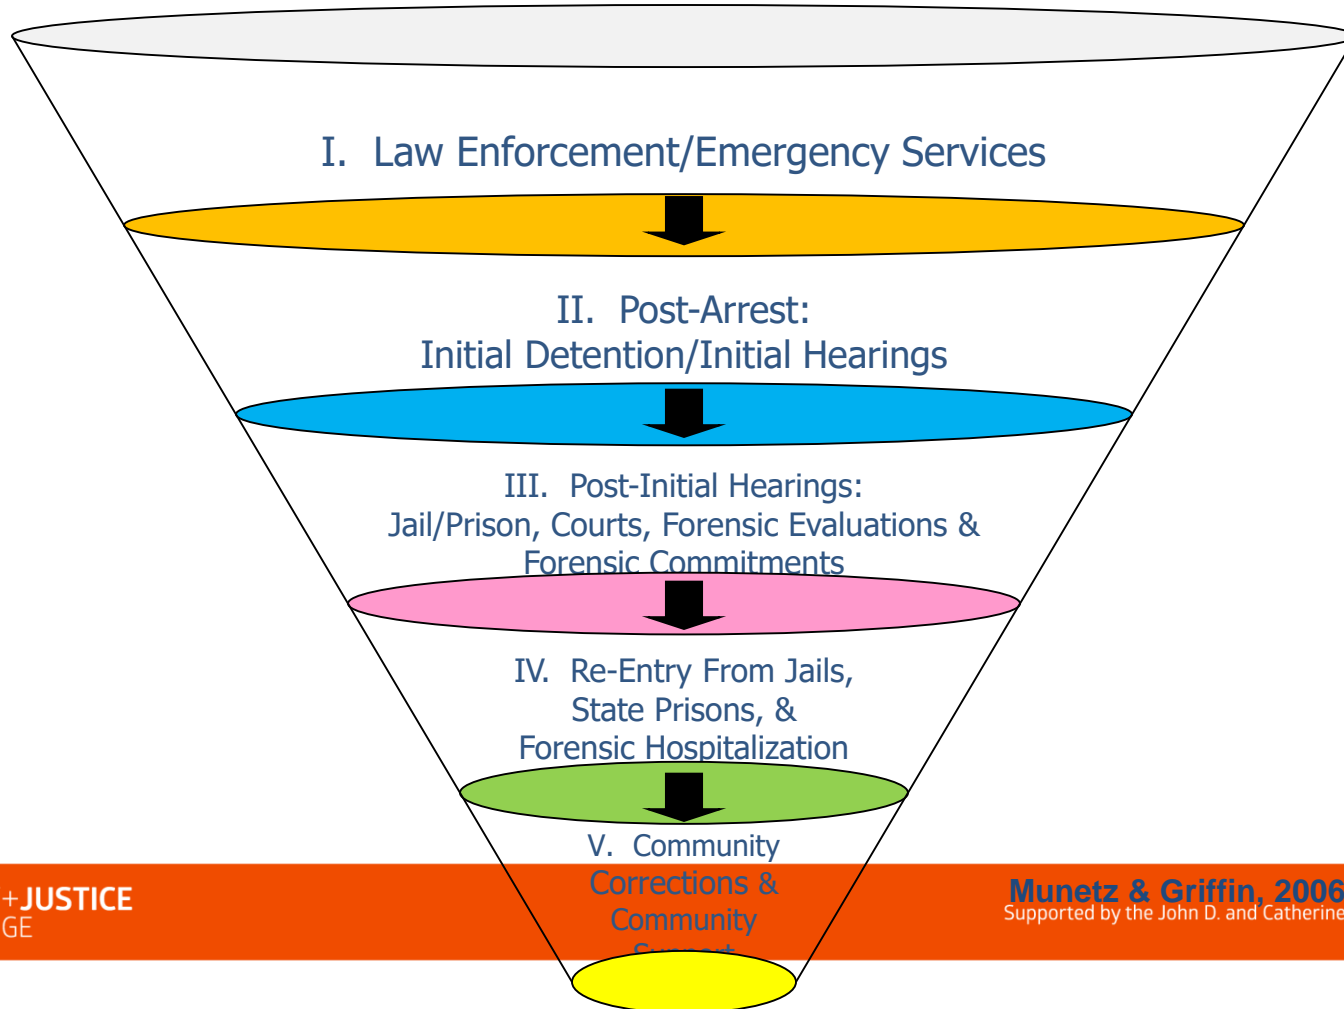 I. Law Enforcement/Emergency Services
II. Post-Arrest:
Initial Detention/Initial Hearings
III. Post-Initial Hearings:
Jail/Prison, Courts, Forensic Evaluations &
Forensic Commitments
IV. Re-Entry From Jails,
State Prisons, &
Forensic Hospitalization
V. Community
Corrections &
Community
Support
+JUSTICE
GE
Munetz & Griffin, 2006
Supported by the John D. and Catherine